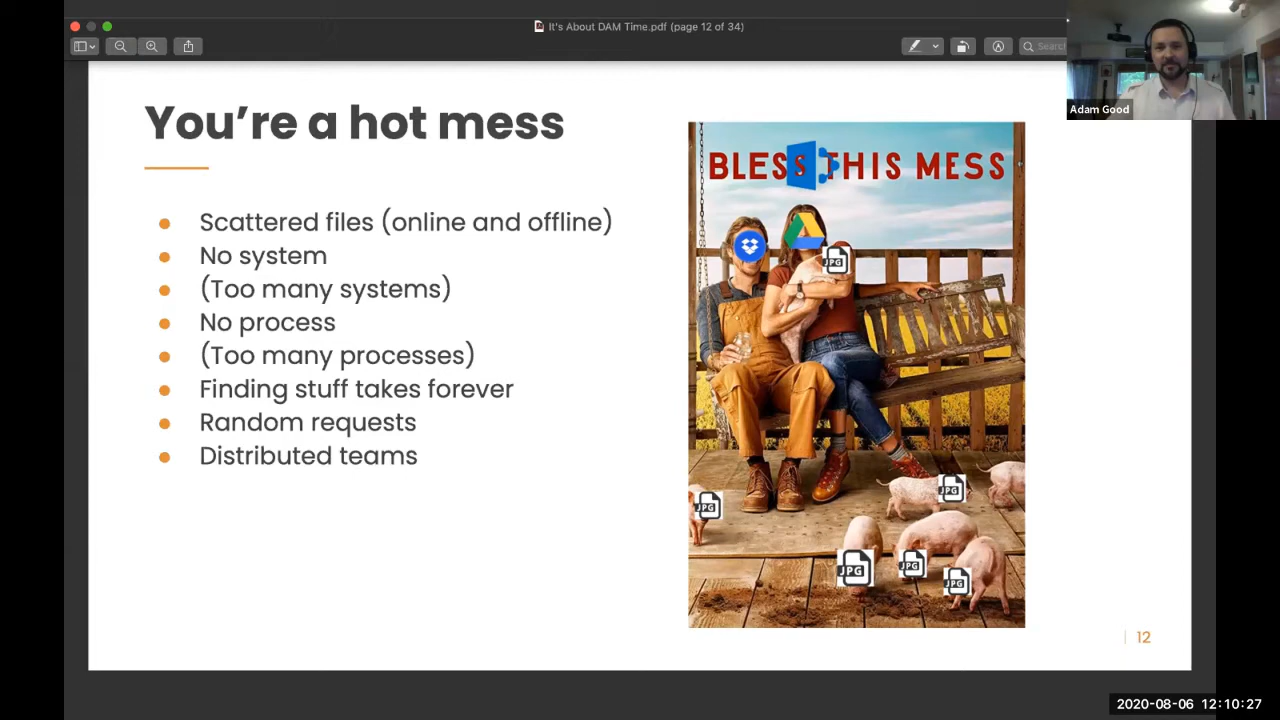 It's About DAM Time.pdf (page 12 of 34)
Search
Adam Good
You're a hot mess
Scattered files (online and offline)
No system
(Too many systems)
No process
(Too many processes)
Finding stuff takes forever
Random requests
Distributed teams
BLESS THIS MESS
S
JPG
JPG
JPG
JPG
JPG
JPG
12
2020-08-06 12:10:27